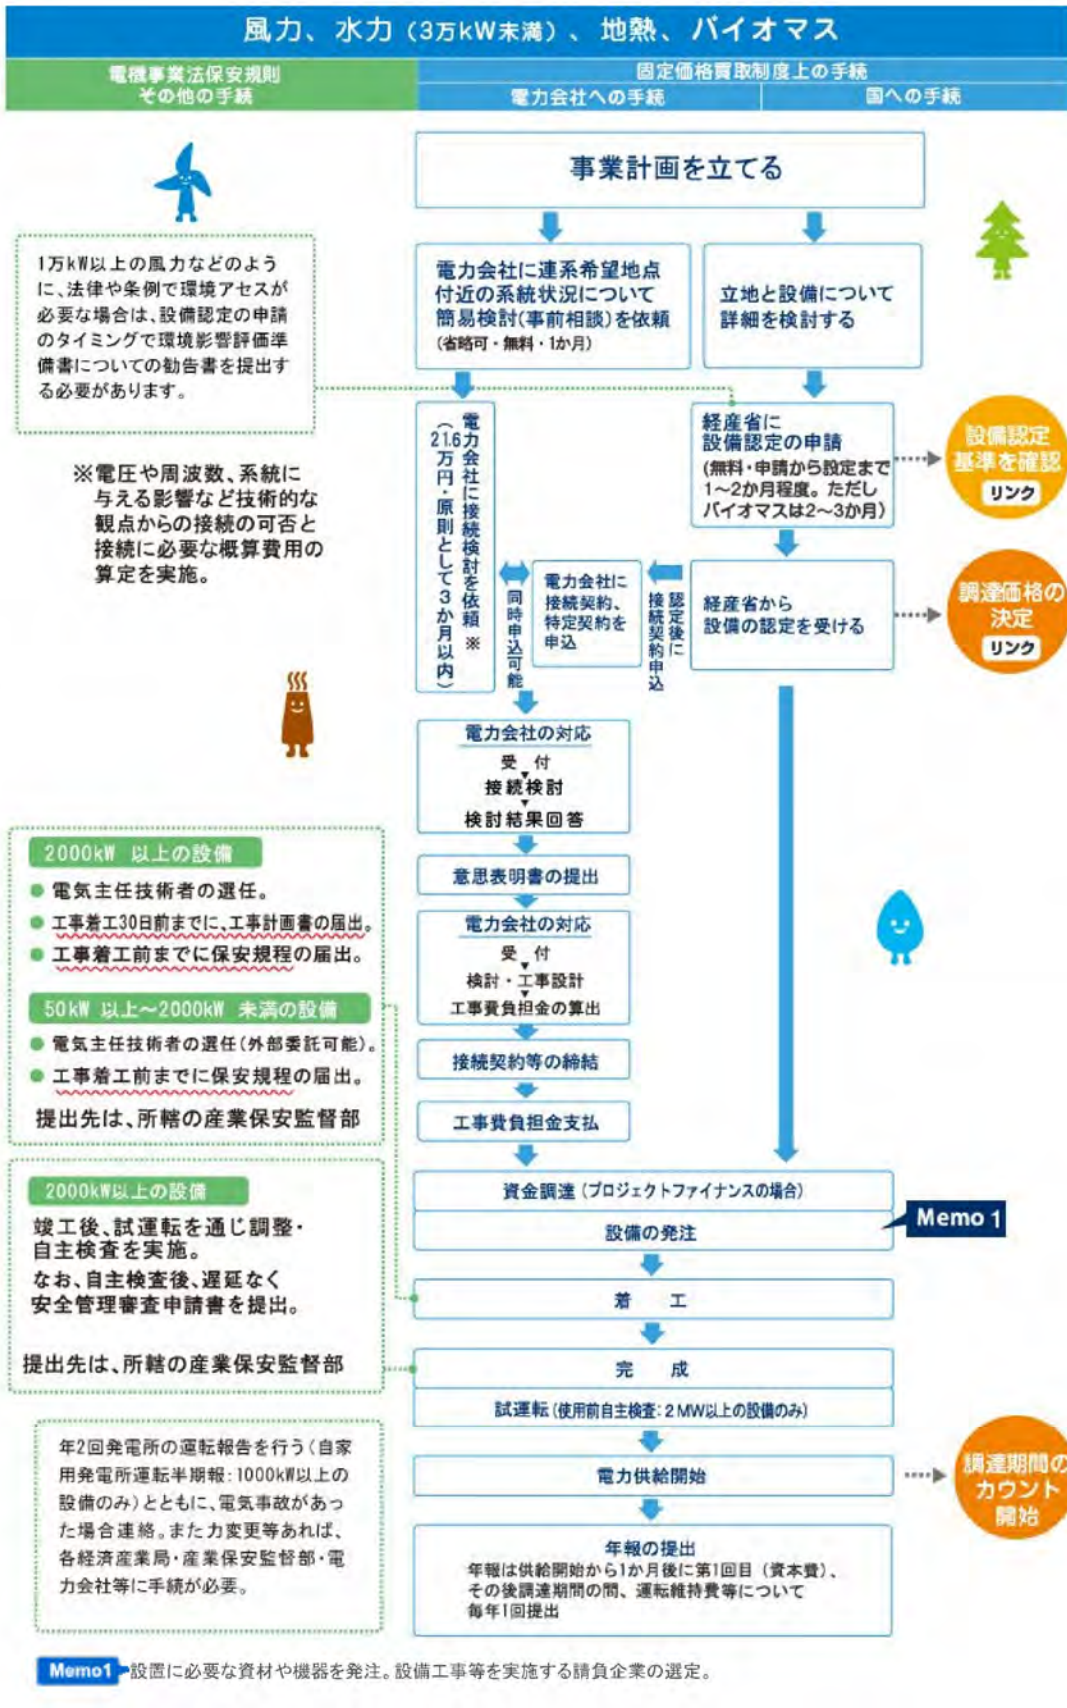 風力、水力（3万kW未満）、地熱、バイオマス
電機事業法保安規則
その他の手続
固定価格買取制度上の手続
電力会社への手続
国への手続
事業計画を立てる
1万kW以上の風力などのよう
に、法律や条例で環境アセスが
必要な場合は、設備認定の申請
のタイミングで環境影響評価準
備書についての勧告書を提出す
る必要があります。
電力会社に連系希望地点
付近の系統状況について
簡易検討(事前相談)を依頼
(省略可・無料・1か月)
立地と設備について
詳細を検討する
※電圧や周波数、系統に
与える影響など技術的な
観点からの接続の可否と
接続に必要な概算費用の
算定を実施。
電力会社に接続検討を依頼 ※
（21.6万円・原則として3か月以内）
経産省に
設備認定の申請
(無料・申請から設定まで
1～2か月程度。ただし
バイオマスは2～3か月)
設備認定
基準を確認
リンク
同時申込可能
電力会社に
接続契約、
特定契約を
申込
認定後に
接続契約申込
経産省から
設備の認定を受ける
調達価格の
決定
リンク
電力会社の対応
受 付
接続検討
検討結果回答
意思表明書の提出
電力会社の対応
受 付
検討・工事設計
工事費負担金の算出
接続契約等の締結
工事費負担金支払
2000kW 以上の設備
電気主任技術者の選任。
工事着工30日前までに、工事計画書の届出。
工事着工前までに保安規程の届出。
50kW 以上～2000kW 未満の設備
電気主任技術者の選任(外部委託可能)。
工事着工前までに保安規程の届出。
提出先は、所轄の産業保安監督部
2000kW以上の設備
竣工後、試運転を通じ調整・
自主検査を実施。
なお、自主検査後、遅延なく
安全管理審査申請書を提出。
提出先は、所轄の産業保安監督部
資金調達（プロジェクトファイナンスの場合）
設備の発注
Memo 1
着 工
完 成
試運転(使用前自主検査：2MW以上の設備のみ)
電力供給開始
調達期間の
カウント
開始
年2回発電所の運転報告を行う(自家
用発電所運転半期報：1000kW以上の
設備のみ)とともに、電気事故があっ
た場合連絡。また力変更等あれば、
各経済産業局・産業保安監督部・電
力会社等に手続が必要。
年報の提出
年報は供給開始から1か月後に第1回目（資本費）、
その後調達期間の間、運転維持費等について
毎年1回提出
Memo1 設置に必要な資材や機器を発注。設備工事等を実施する請負企業の選定。